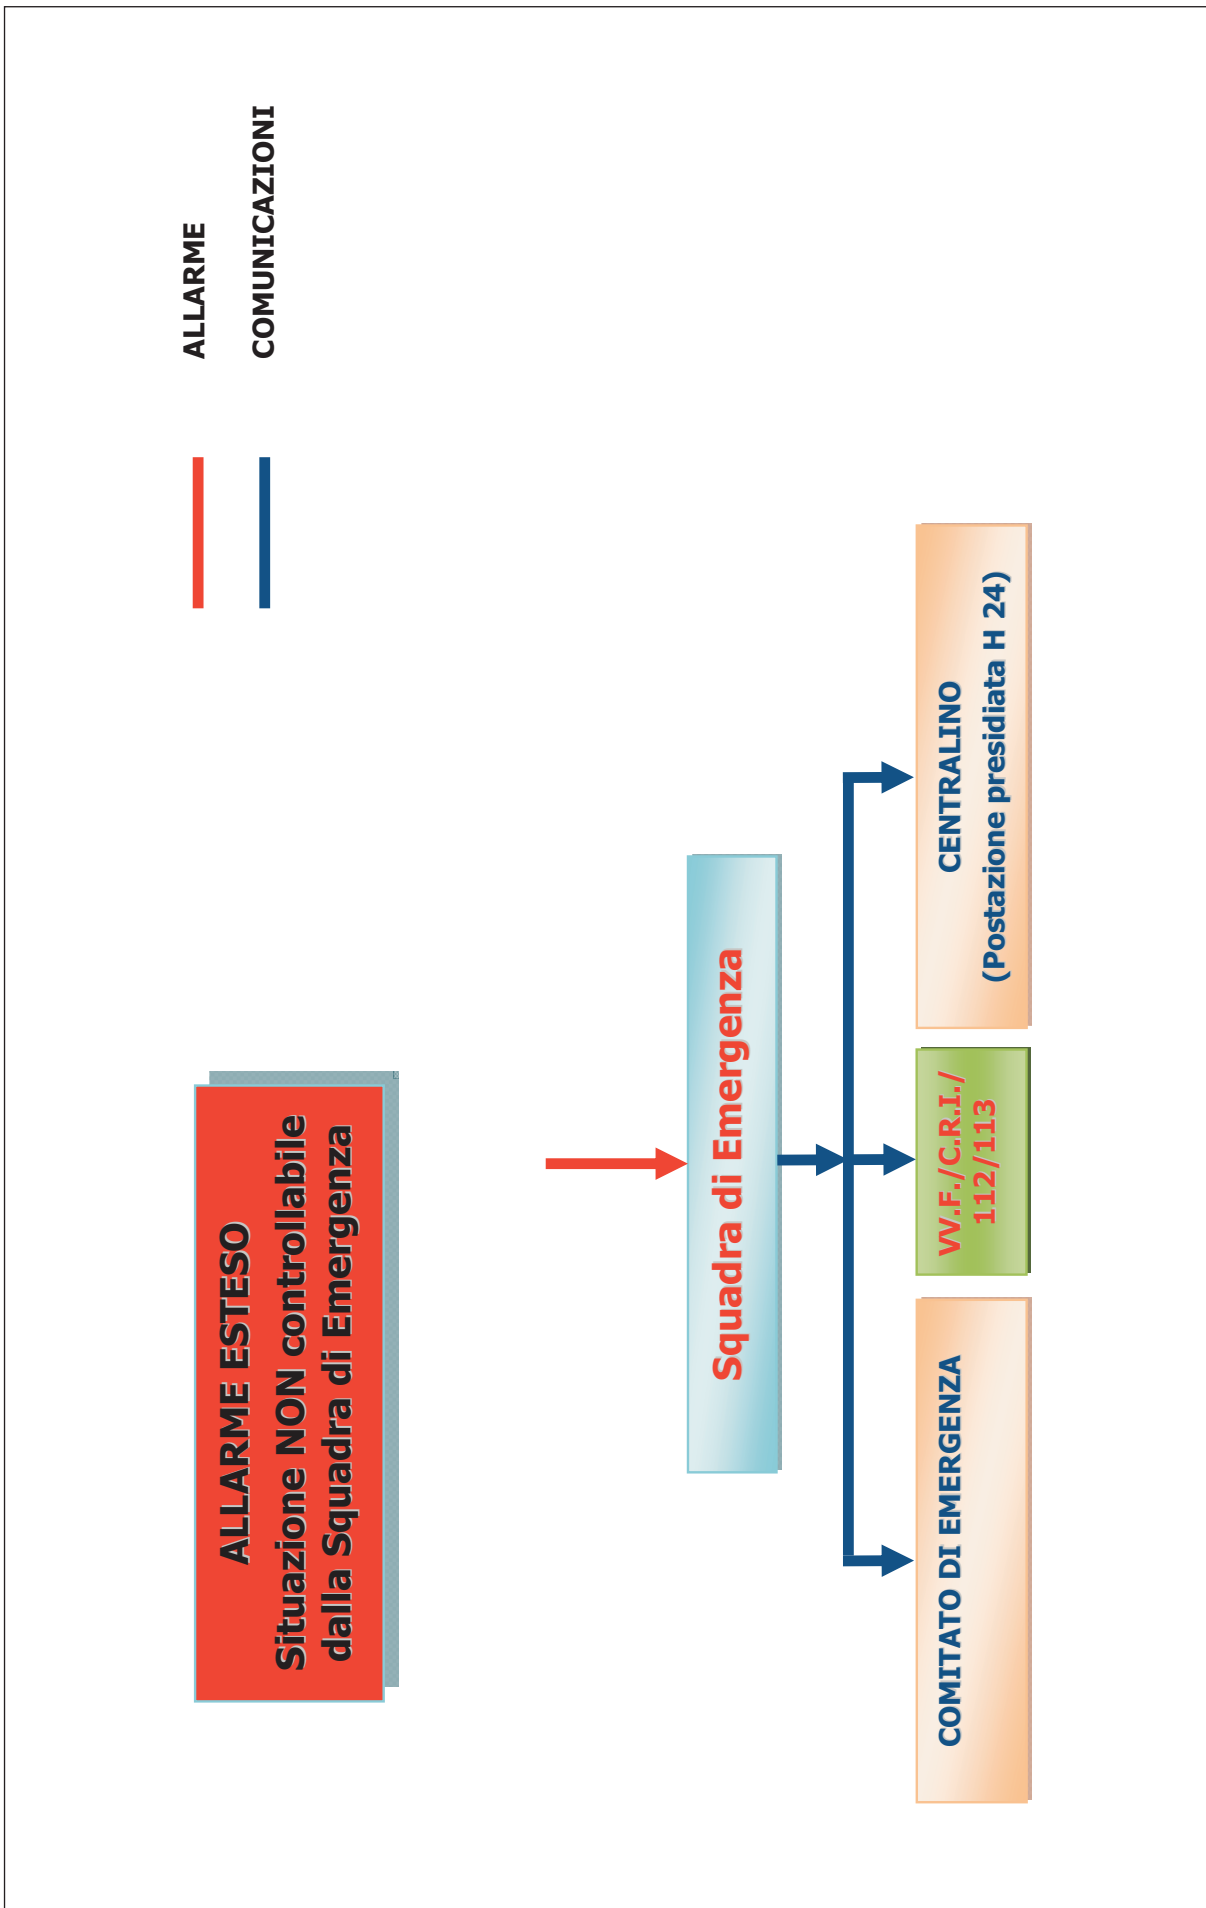 ALLARME ESTESO
Situazione NON controllabile
dalla Squadra di Emergenza
ALLARME
COMUNICAZIONI
Squadra di Emergenza
COMITATO DI EMERGENZA
VV.F./C.R.I./
112/113
CENTRALINO
(Postazione presidiata H 24)